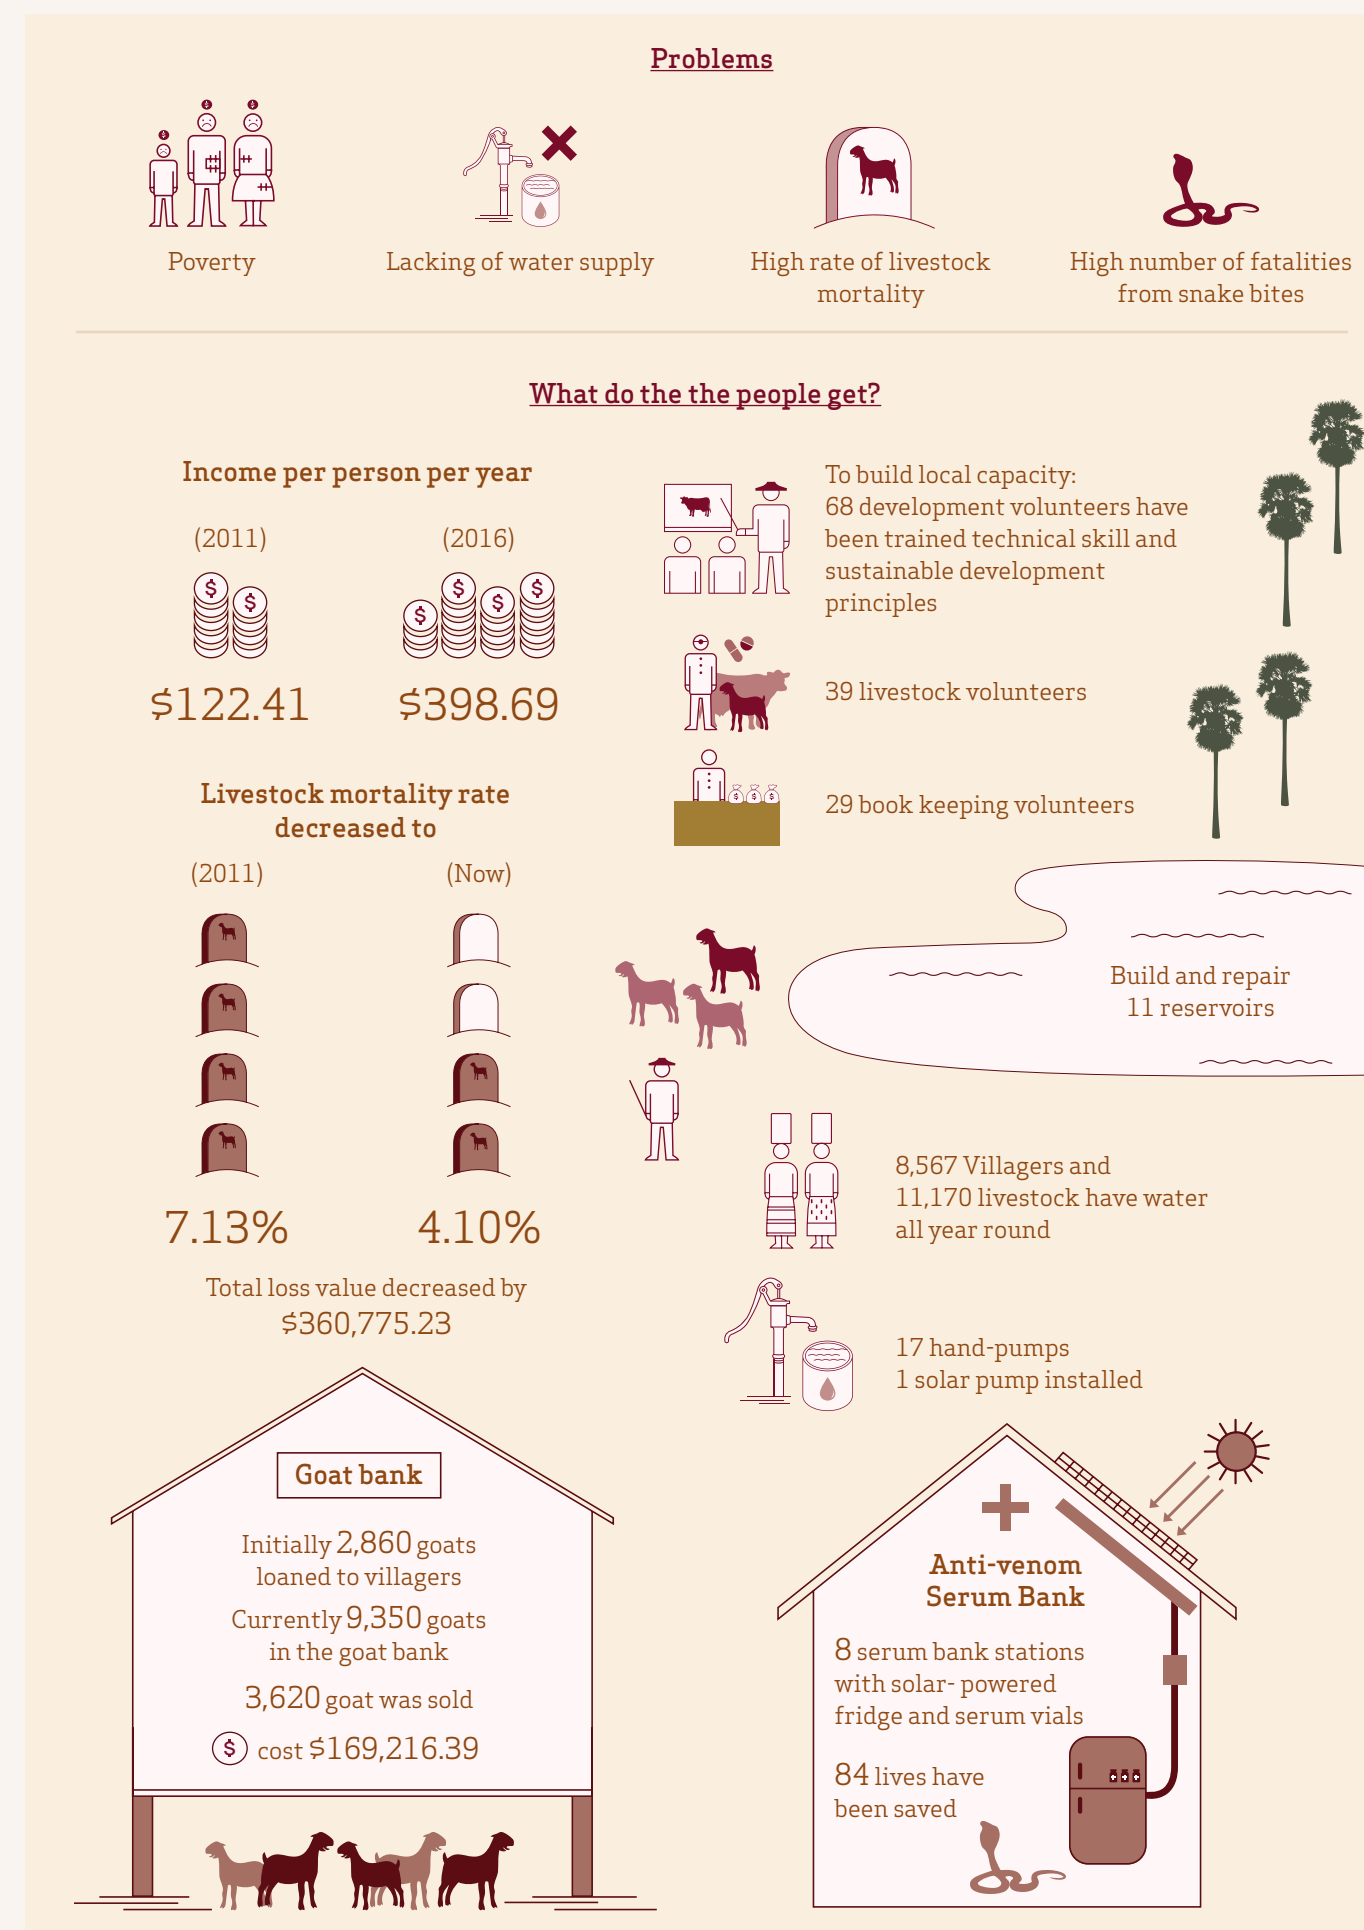 Problems
Poverty
Lacking of water supply
High rate of livestock
mortality
High number of fatalities
from snake bites
What do the the people get?
Income per person per year
(2011)
(2016)
$122.41
$398.69
Livestock mortality rate
decreased to
(2011)
(Now)
7.13%
4.10%
Total loss value decreased by
$360,775.23
To build local capacity:
68 development volunteers have
been trained technical skill and
sustainable development
principles
39 livestock volunteers
29 book keeping volunteers
Build and repair
11 reservoirs
8,567 Villagers and
11,170 livestock have water
all year round
17 hand-pumps
1 solar pump installed
Goat bank
Initially 2,860 goats
loaned to villagers
Currently 9,350 goats
in the goat bank
3,620 goat was sold
$ cost $169,216.39
Anti-venom
Serum Bank
8 serum bank stations
with solar- powered
fridge and serum vials
84 lives have
been saved